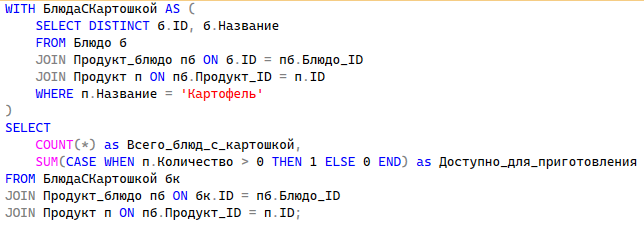 WITH БлюдаСКартошкой AS (
    SELECT DISTINCT б.ID, б.Название
    FROM Блюдо б
    JOIN Продукт_блюдо пб ON б.ID = пб.Блюдо_ID
    JOIN Продукт п ON пб.Продукт_ID = п.ID
    WHERE п.Название = 'Картофель'
)
SELECT
    COUNT(*) as Всего_блюд_с_картошкой,
    SUM(CASE WHEN п.Количество > 0 THEN 1 ELSE 0 END) as Доступно_для_приготовления
FROM БлюдаСКартошкой бк
JOIN Продукт_блюдо пб ON бк.ID = пб.Блюдо_ID
JOIN Продукт п ON пб.Продукт_ID = п.ID;